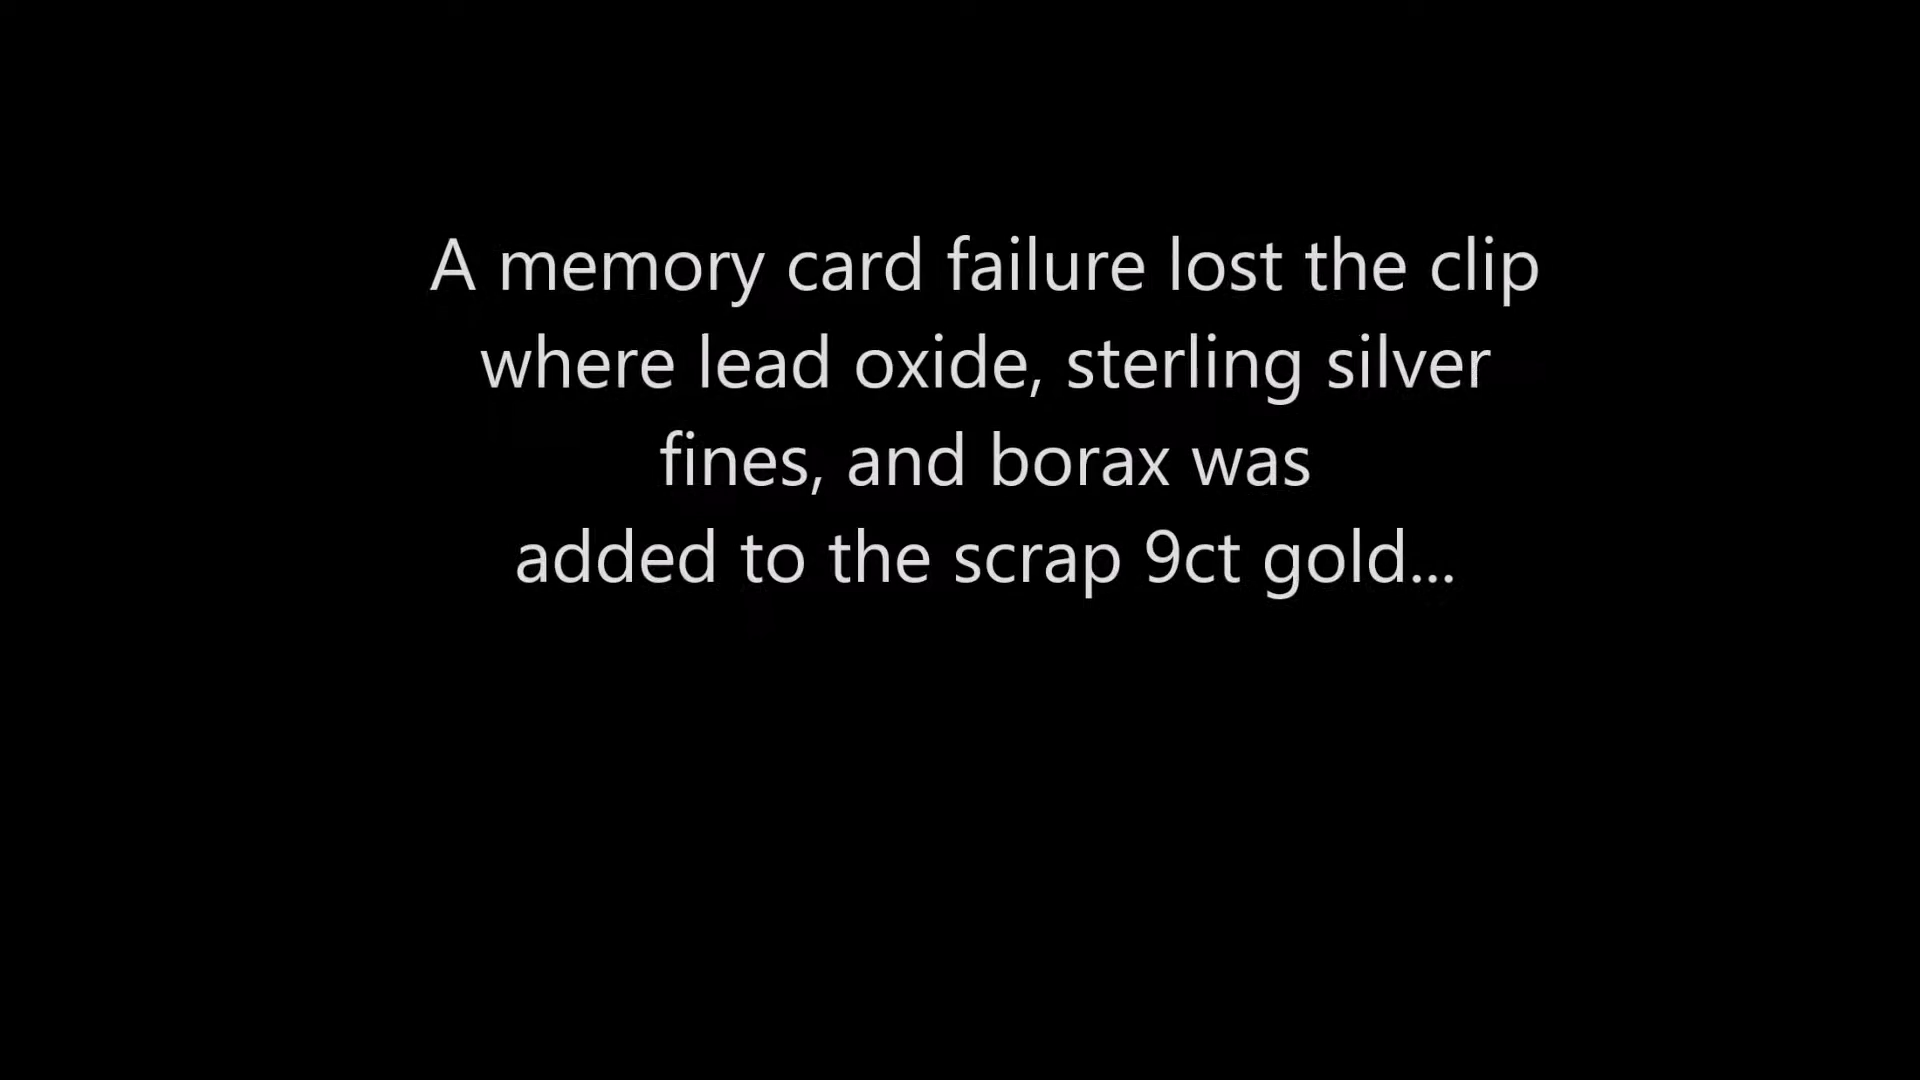 A memory card failure lost the clip
where lead oxide, sterling silver
fines, and borax was
added to the scrap 9ct gold...